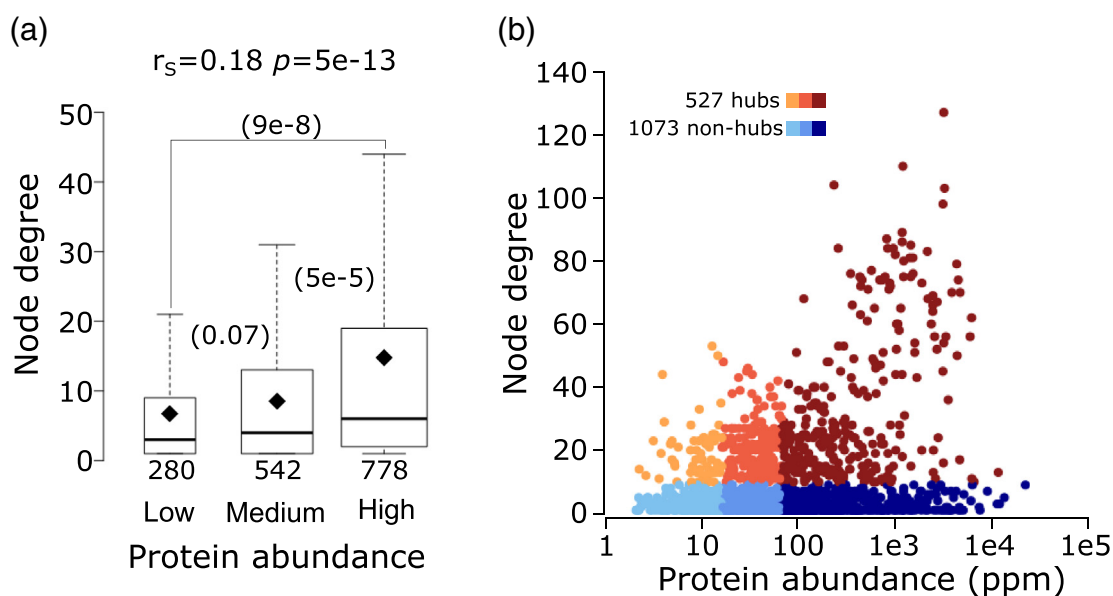 (a)
r_S=0.18 p=5e-13
Node degree
50
40
30
20
10
0
(9e-8)
(5e-5)
(0.07)
280 542 778
Low Medium High
Protein abundance
(b)
Node degree
140
120
100
80
60
40
20
0
527 hubs
1073 non-hubs
1 10 100 1e3 1e4 1e5
Protein abundance (ppm)